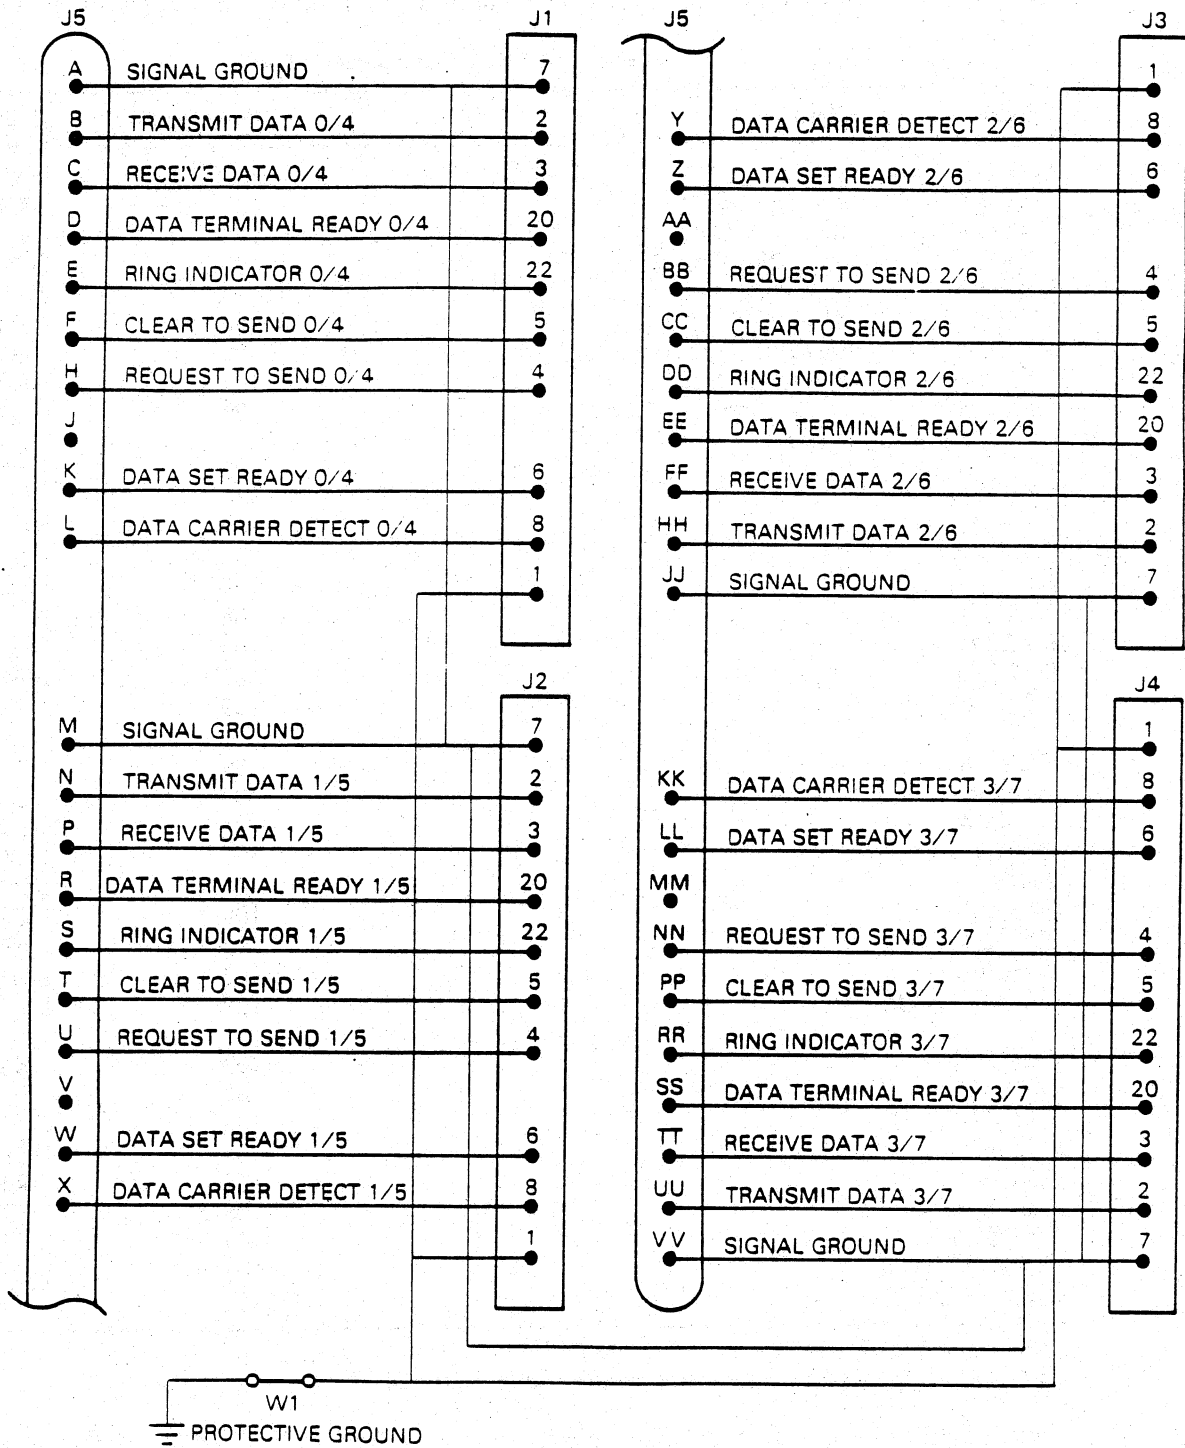 J5 J1
A SIGNAL GROUND 7
B TRANSMIT DATA 0/4 2
C RECEIVE DATA 0/4 3
D DATA TERMINAL READY 0/4 20
E RING INDICATOR 0/4 22
F CLEAR TO SEND 0/4 5
H REQUEST TO SEND 0/4 4
J
K DATA SET READY 0/4 6
L DATA CARRIER DETECT 0/4 8
1
J2
M SIGNAL GROUND 7
N TRANSMIT DATA 1/5 2
P RECEIVE DATA 1/5 3
R DATA TERMINAL READY 1/5 20
S RING INDICATOR 1/5 22
T CLEAR TO SEND 1/5 5
U REQUEST TO SEND 1/5 4
V
W DATA SET READY 1/5 6
X DATA CARRIER DETECT 1/5 8
1
W1
PROTECTIVE GROUND
J5 J3
1
Y DATA CARRIER DETECT 2/6 8
Z DATA SET READY 2/6 6
AA
BB REQUEST TO SEND 2/6 4
CC CLEAR TO SEND 2/6 5
DD RING INDICATOR 2/6 22
EE DATA TERMINAL READY 2/6 20
FF RECEIVE DATA 2/6 3
HH TRANSMIT DATA 2/6 2
JJ SIGNAL GROUND 7
J4
1
KK DATA CARRIER DETECT 3/7 8
LL DATA SET READY 3/7 6
MM
NN REQUEST TO SEND 3/7 4
PP CLEAR TO SEND 3/7 5
RR RING INDICATOR 3/7 22
SS DATA TERMINAL READY 3/7 20
TT RECEIVE DATA 3/7 3
UU TRANSMIT DATA 3/7 2
VV SIGNAL GROUND 7